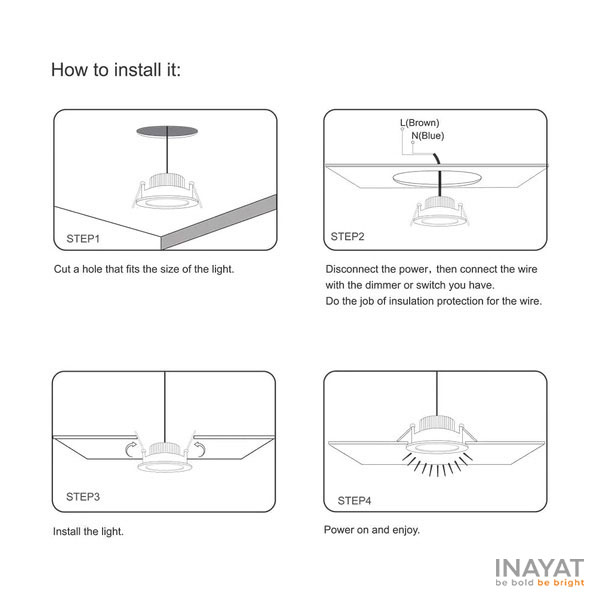 How to install it:
STEP1
Cut a hole that fits the size of the light.
L(Brown)
N(Blue)
STEP2
Disconnect the power, then connect the wire
with the dimmer or switch you have.
Do the job of insulation protection for the wire.
STEP3
Install the light.
STEP4
Power on and enjoy.
INAYAT
be bold be bright